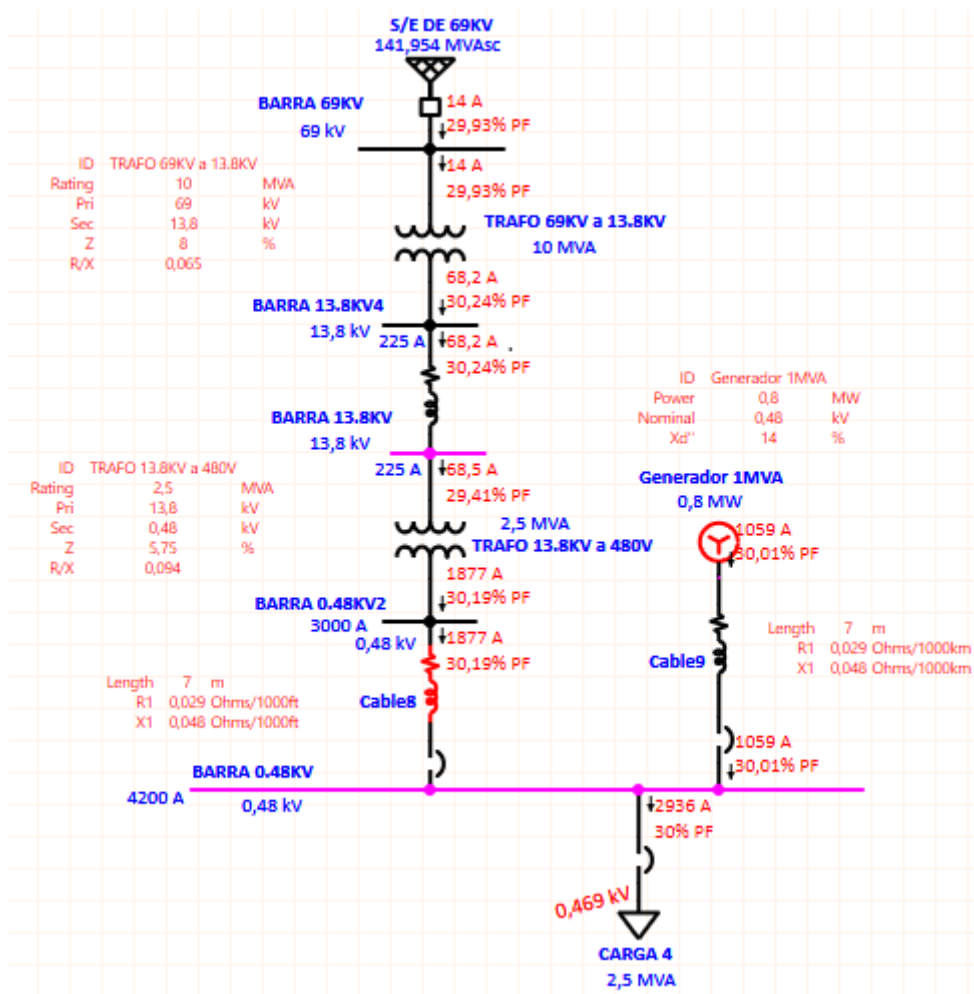 S/E DE 69KV
141,954 MVAsc
BARRA 69KV
69 kV
14 A
29,93% PF
14 A
29,93% PF
ID TRAFO 69KV a 13.8KV
Rating 10 MVA
Pri 69 kV
Sec 13,8 kV
Z 8 %
R/X 0,065
TRAFO 69KV a 13.8KV
10 MVA
68,2 A
30,24% PF
BARRA 13.8KV4
13,8 kV
225 A
68,2 A
30,24% PF
BARRA 13.8KV
13,8 kV
225 A
68,5 A
29,41% PF
ID TRAFO 13.8KV a 480V
Rating 2,5 MVA
Pri 13,8 kV
Sec 0,48 kV
Z 5,75 %
R/X 0,094
2,5 MVA
TRAFO 13.8KV a 480V
1877 A
30,19% PF
BARRA 0.48KV2
3000 A
0,48 kV
1877 A
30,19% PF
Cable8
Length 7 m
R1 0,029 Ohms/1000ft
X1 0,048 Ohms/1000ft
ID Generador 1MVA
Power 0,8 MW
Nominal 0,48 kV
Xd'' 14 %
Generador 1MVA
0,8 MW
1059 A
30,01% PF
Cable9
Length 7 m
R1 0,029 Ohms/1000km
X1 0,048 Ohms/1000km
1059 A
30,01% PF
BARRA 0.48KV
4200 A
0,48 kV
2936 A
30% PF
0,469 kV
CARGA 4
2,5 MVA